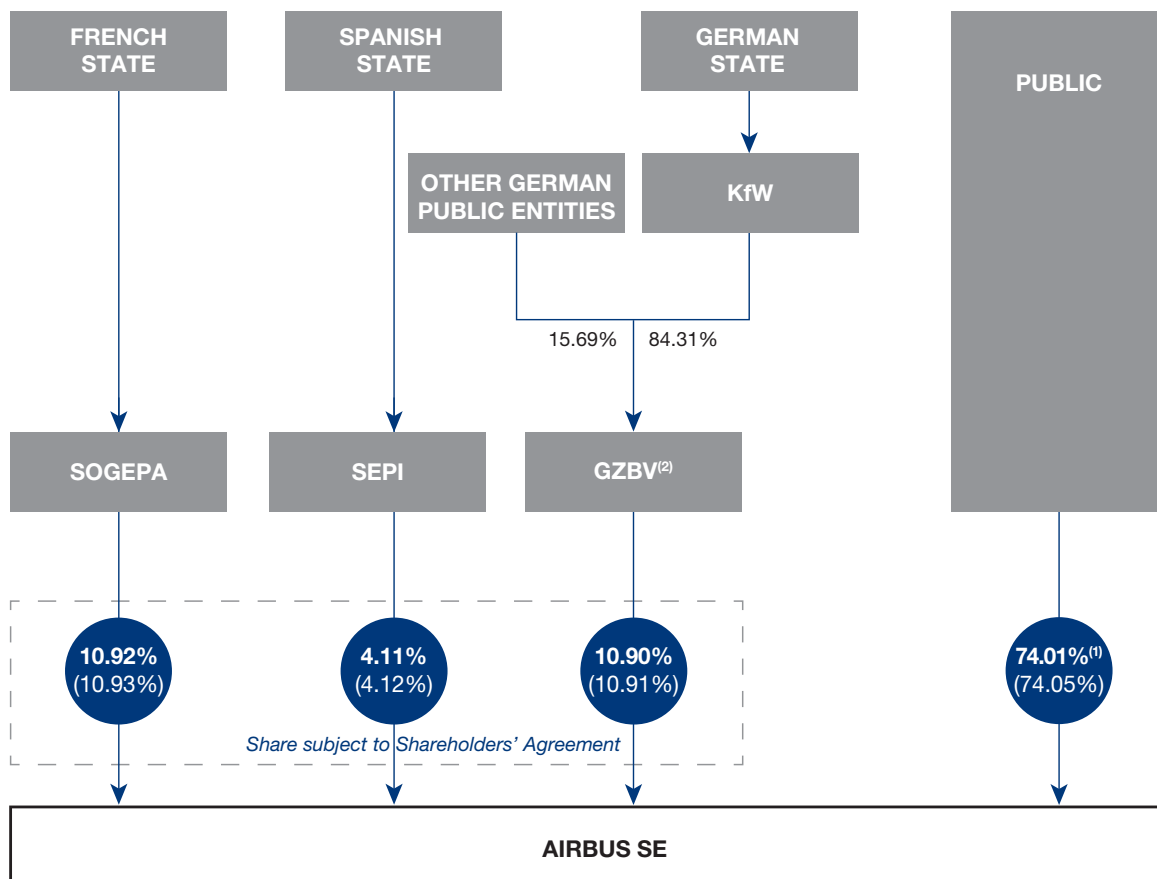 FRENCH
STATE
SPANISH
STATE
GERMAN
STATE
PUBLIC
OTHER GERMAN
PUBLIC ENTITIES
KfW
15.69%
84.31%
SOGEPA
SEPI
GZBV(2)
10.92%
(10.93%)
4.11%
(4.12%)
10.90%
(10.91%)
74.01%(1)
(74.05%)
Share subject to Shareholders’ Agreement
AIRBUS SE